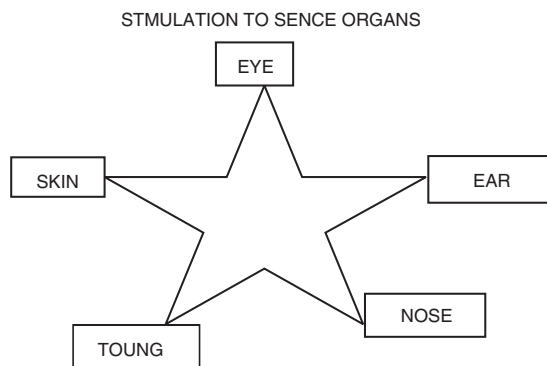 STMULATION TO SENCE ORGANS
EYE
SKIN
EAR
NOSE
TOUNG